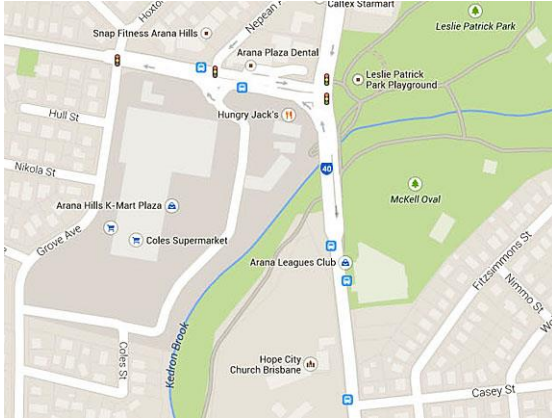 Hoxto
Nepean
Caltex Starmart
Leslie Patrick Park
Snap Fitness Arana Hills
Arana Plaza Dental
Leslie Patrick
Park Playground
Hungry Jack's
Hull St
40
Nikola St
McKell Oval
Arana Hills K-Mart Plaza
Grove Ave
Coles Supermarket
Arana Leagues Club
Fitzsimmons St
Nimmo St
Kedron Brook
Coles St
Hope City
Church Brisbane
Casey St